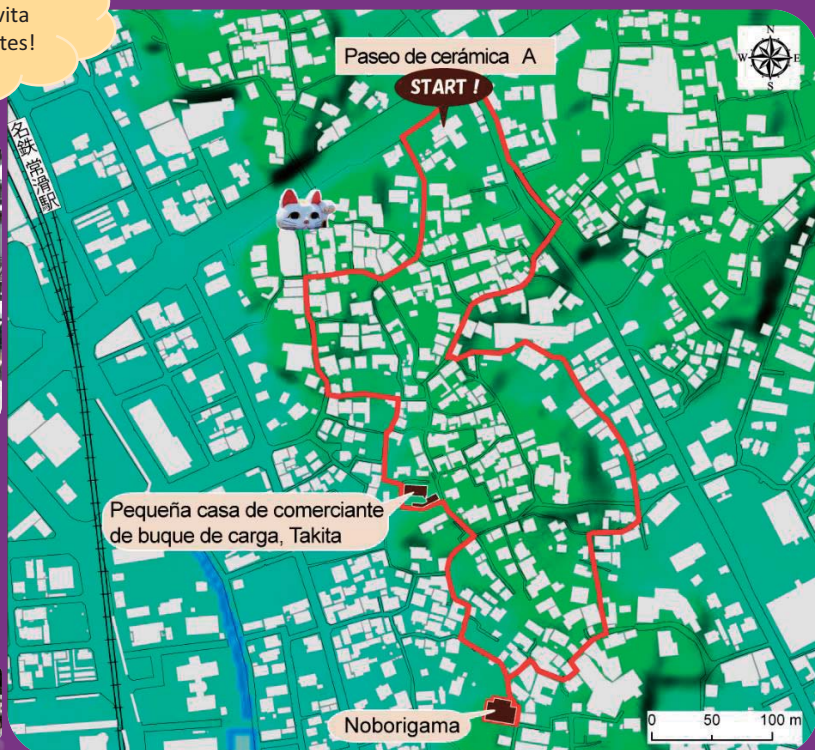 vita
tes!
Paseo de cerámica A
START !
N
W
E
S
名鉄 常滑駅
Pequeña casa de comerciante
de buque de carga, Takita
Noborigama
0 50 100 m